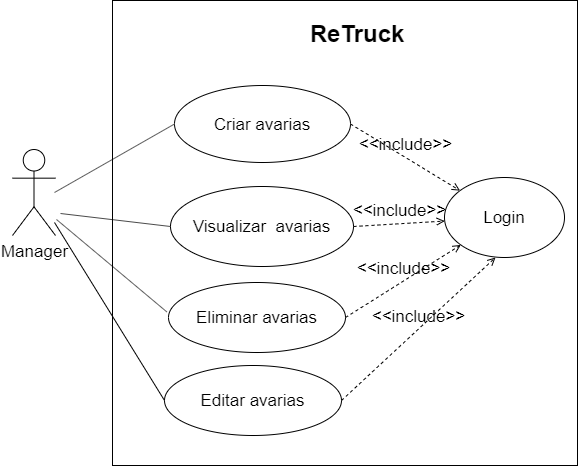 ReTruck
Criar avarias
<<include>>
Manager
Visualizar avarias
<<include>>
Login
Eliminar avarias
<<include>>
Editar avarias
<<include>>